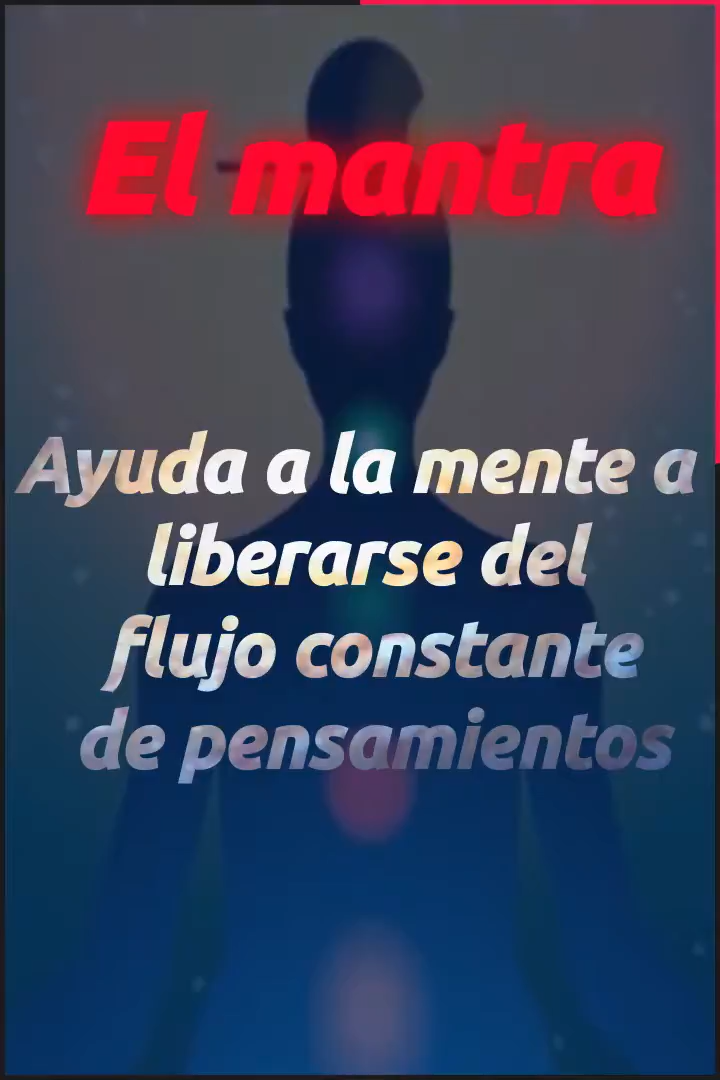 El mantra
Ayuda a la mente a
liberarse del
flujo constante
de pensamientos